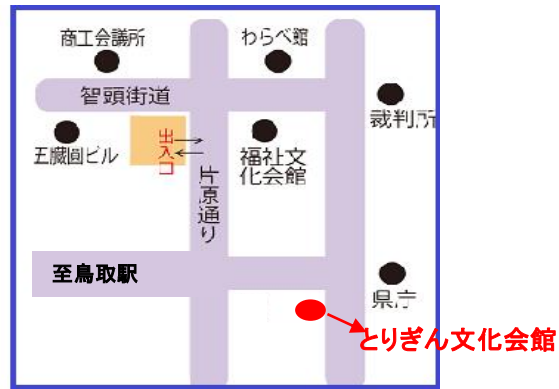 商工会議所
わらべ館
智頭街道
裁判所
五臓圓ビル
出入口
福祉文
化会館
片原通り
至鳥取駅
県庁
とりぎん文化会館